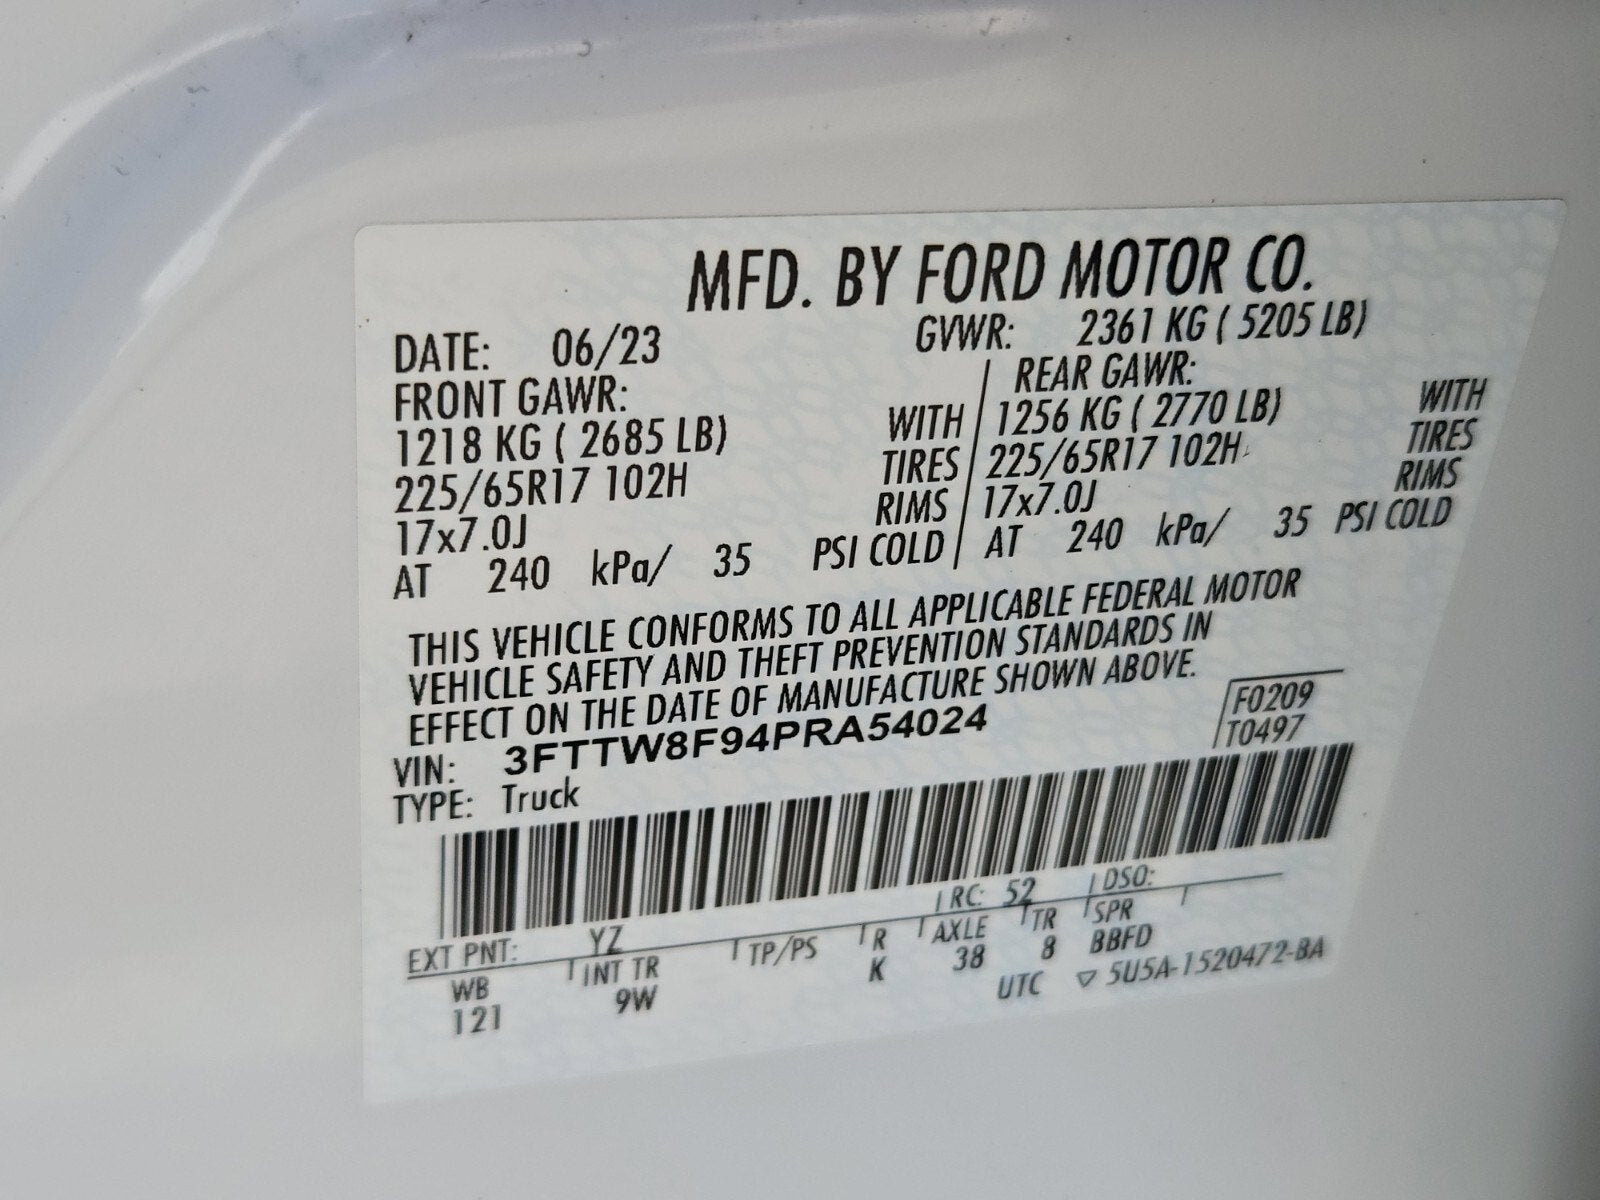 MFD. BY FORD MOTOR CO.
DATE: 06/23 GVWR: 2361 KG ( 5205 LB)
FRONT GAWR: REAR GAWR:
1218 KG ( 2685 LB) WITH 1256 KG ( 2770 LB) WITH
225/65R17 102H TIRES 225/65R17 102H TIRES
17x7.0J RIMS 17x7.0J RIMS
AT 240 kPa/ 35 PSI COLD AT 240 kPa/ 35 PSI COLD
THIS VEHICLE CONFORMS TO ALL APPLICABLE FEDERAL MOTOR
VEHICLE SAFETY AND THEFT PREVENTION STANDARDS IN
EFFECT ON THE DATE OF MANUFACTURE SHOWN ABOVE.
VIN: 3FTTW8F94PRA54024 F0209
TYPE: Truck T0497
EXT PNT: YZ RC: 52 DSO:
WB INT TR TP/PS R AXLE TR SPR
121 9W K 38 8 BBFD
UTC ▽ 5U5A-1520472-BA